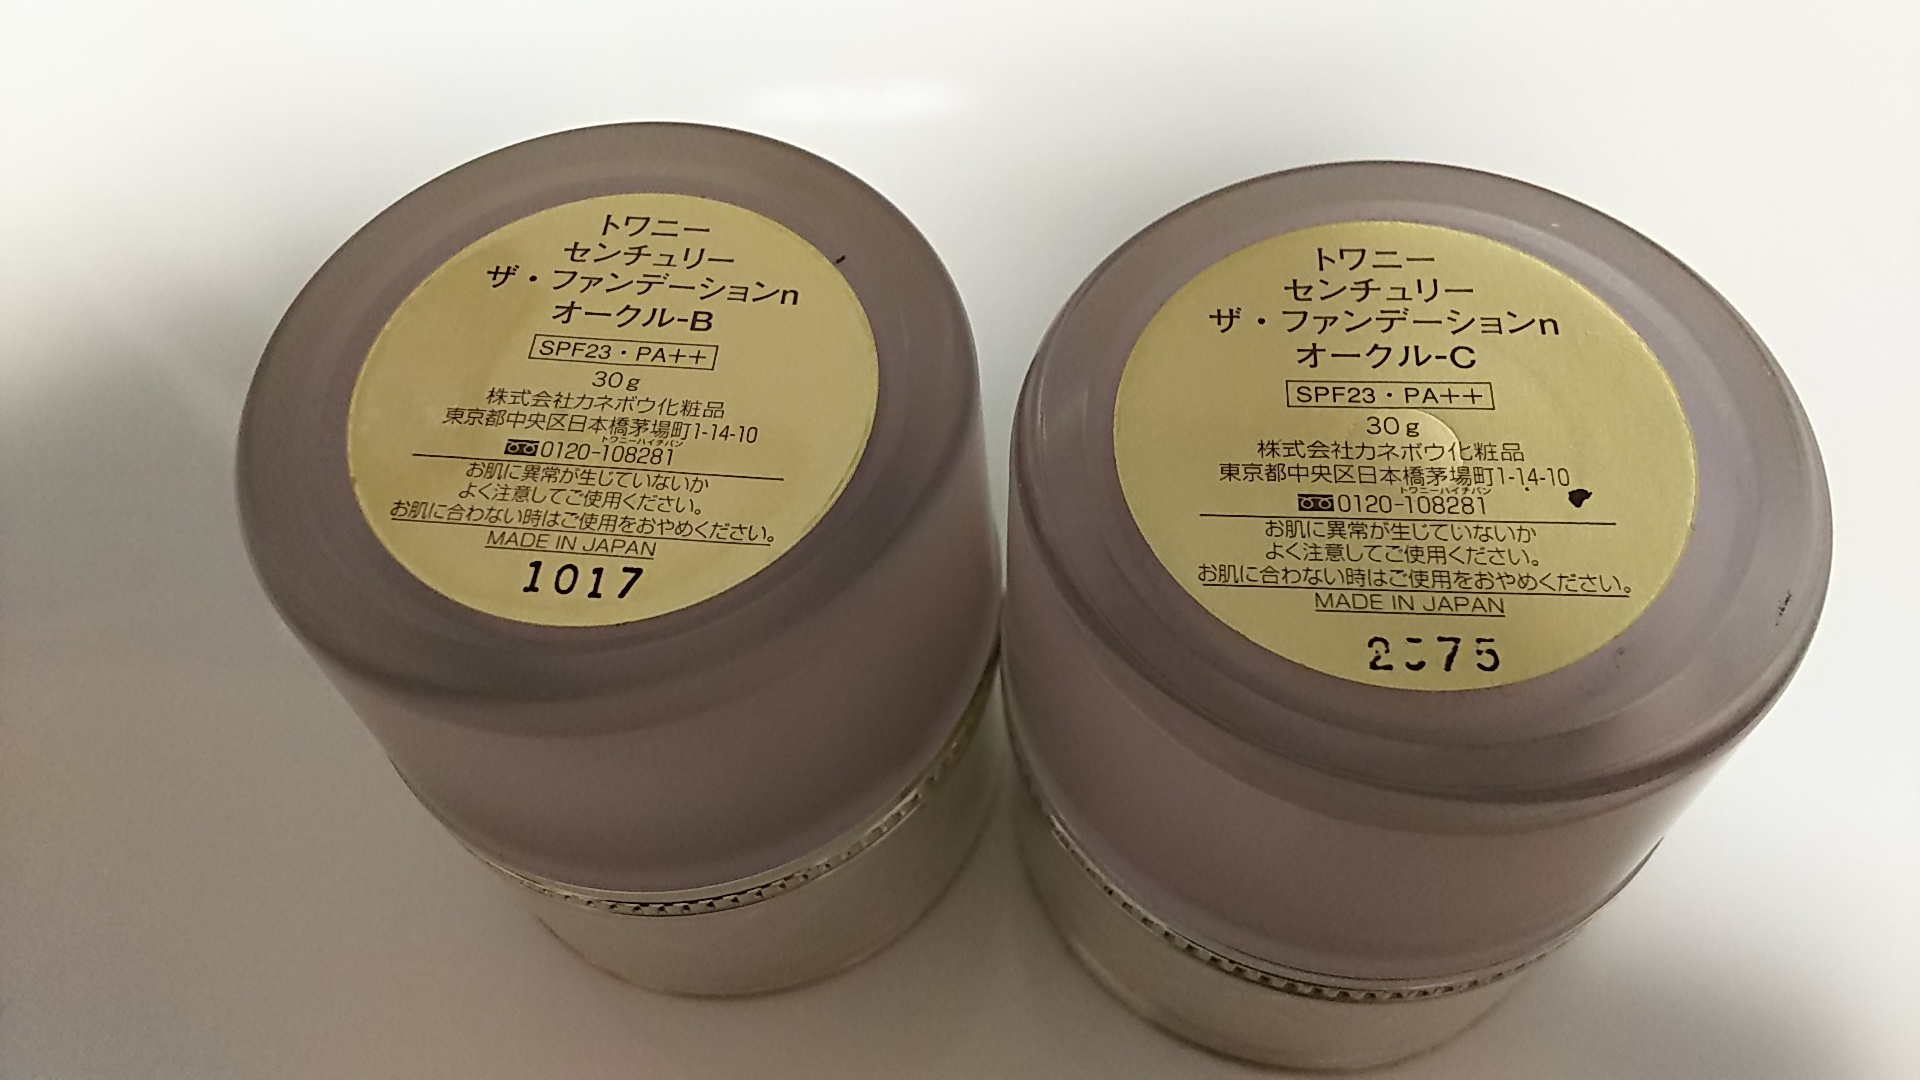 トワニー
センチュリー
ザ・ファンデーションn
オークル-B
SPF23・PA++
30g
株式会社カネボウ化粧品
東京都中央区日本橋茅場町1-14-10
トワニーハイチバン
0120-108281
お肌に異常が生じていないか
よく注意してご使用ください。
お肌に合わない時はご使用をおやめください。
MADE IN JAPAN
1017
トワニー
センチュリー
ザ・ファンデーションn
オークル-C
SPF23・PA++
30g
株式会社カネボウ化粧品
東京都中央区日本橋茅場町1-14-10
トワニーハイチバン
0120-108281
お肌に異常が生じていないか
よく注意してご使用ください。
お肌に合わない時はご使用をおやめください。
MADE IN JAPAN